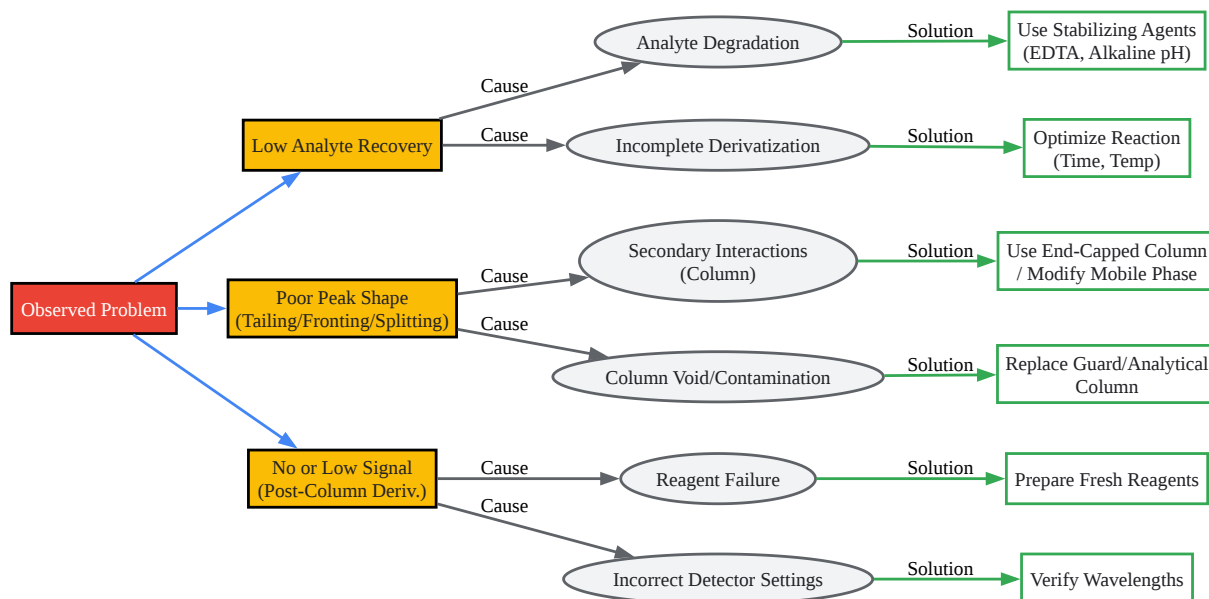 Observed Problem
Low Analyte Recovery
Cause
Analyte Degradation
Solution
Use Stabilizing Agents
(EDTA, Alkaline pH)
Cause
Incomplete Derivatization
Solution
Optimize Reaction
(Time, Temp)
Poor Peak Shape
(Tailing/Fronting/Splitting)
Cause
Secondary Interactions
(Column)
Solution
Use End-Capped Column
/ Modify Mobile Phase
Cause
Column Void/Contamination
Solution
Replace Guard/Analytical
Column
No or Low Signal
(Post-Column Deriv.)
Cause
Reagent Failure
Solution
Prepare Fresh Reagents
Cause
Incorrect Detector Settings
Solution
Verify Wavelengths